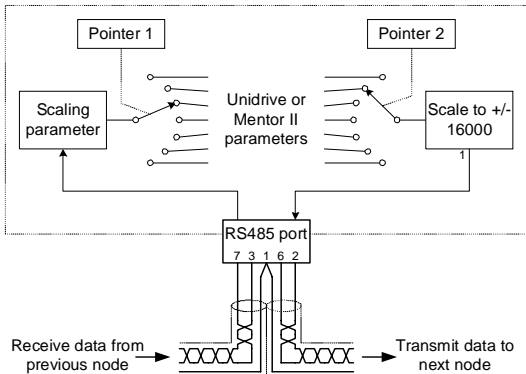 Pointer 1
Pointer 2
Scaling
parameter
Unidrive or
Mentor II
parameters
Scale to +/-
16000
1
RS485 port
7 3 1 6 2
Receive data from
previous node
Transmit data to
next node